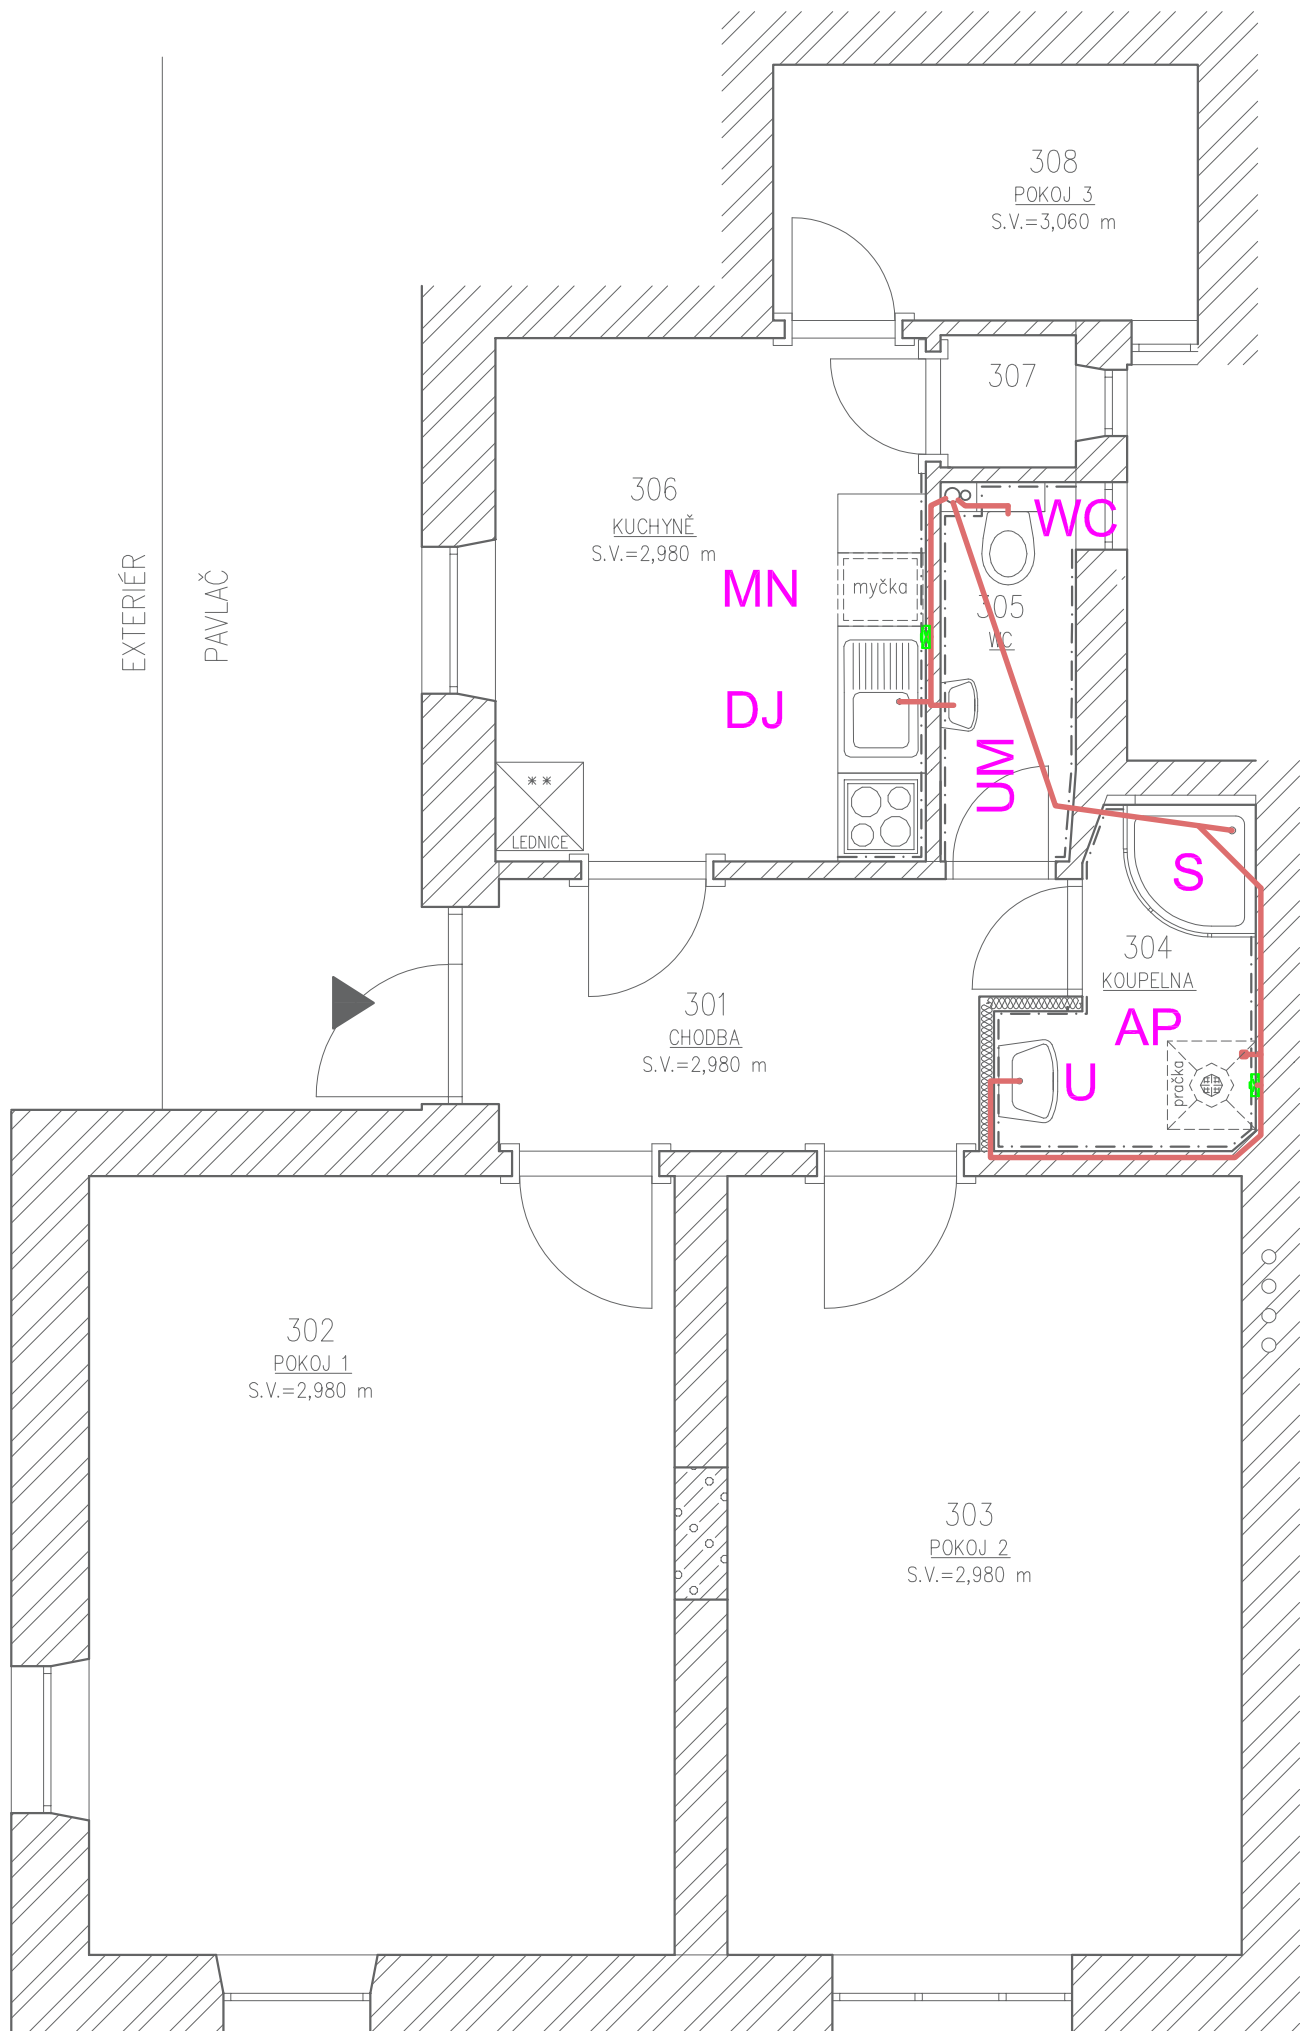 308
POKOJ 3
S.V.=3,060 m
307
306
KUCHYNĚ
S.V.=2,980 m
WC
MN
myčka
305
WC
EXTERIÉR
PAVLAČ
DJ
UM
LEDNICE
S
304
KOUPELNA
301
CHODBA
S.V.=2,980 m
AP
U
pračka
302
POKOJ 1
S.V.=2,980 m
303
POKOJ 2
S.V.=2,980 m